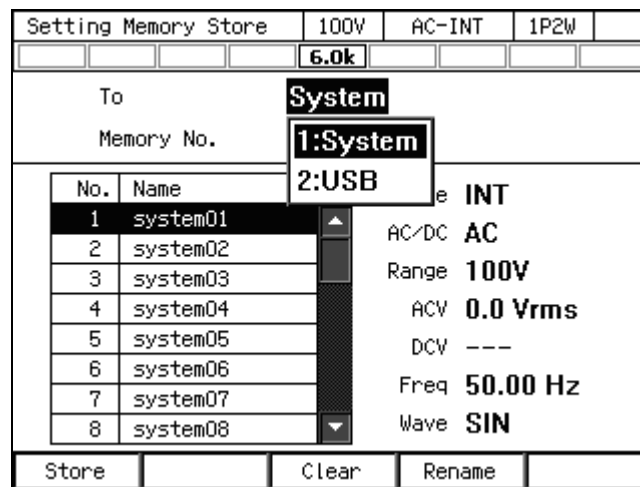 Setting Memory Store 100V AC-INT 1P2W
6.0k
To System
Memory No. 1:System
2:USB
No. Name e INT
1 system01
AC/DC AC
2 system02
Range 100V
3 system03
4 system04 ACV 0.0 Vrms
5 system05 DCV ---
6 system06
Freq 50.00 Hz
7 system07
8 system08 Wave SIN
Store Clear Rename